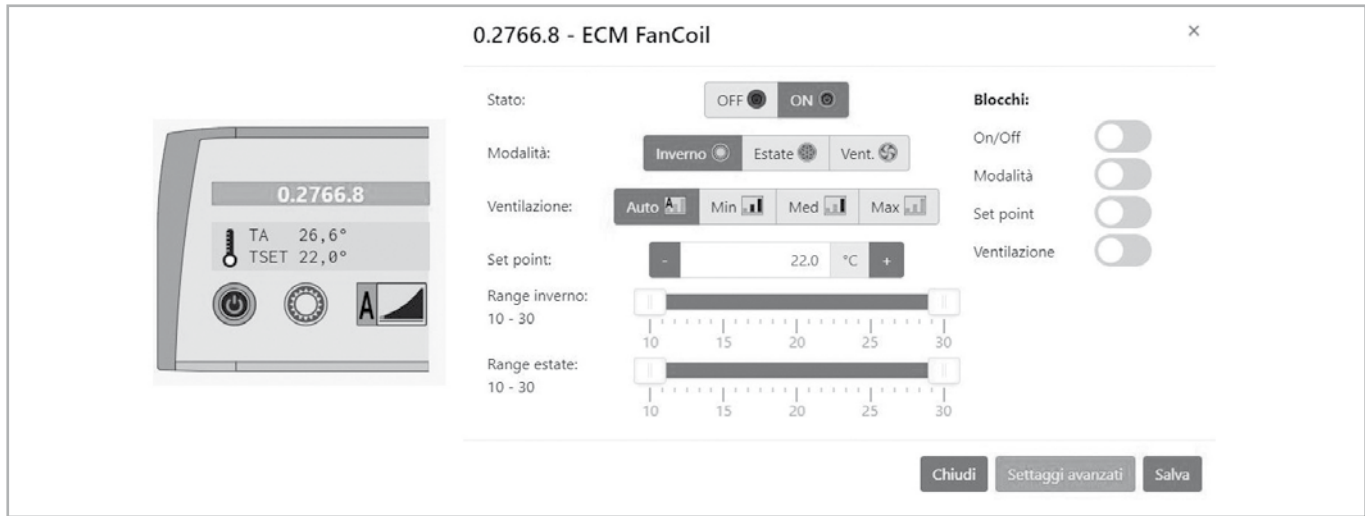 0.2766.8 - ECM FanCoil
×
0.2766.8
TA 26,6°
TSET 22,0°
A
Stato:
OFF ON
Modalità:
Inverno Estate Vent.
Ventilazione:
Auto A Min Med Max
Set point:
- 22.0 °C +
Range inverno:
10 - 30
10 15 20 25 30
Range estate:
10 - 30
10 15 20 25 30
Blocchi:
On/Off
Modalità
Set point
Ventilazione
Chiudi Settaggi avanzati Salva